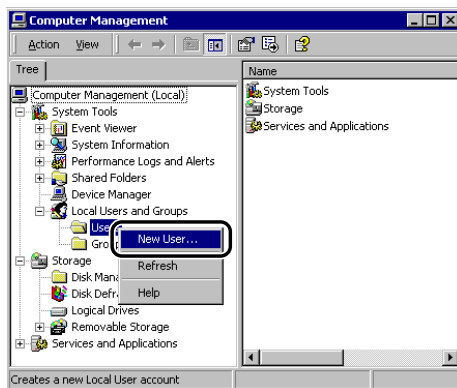 Computer Management
Action View
Tree
Name
Computer Management (Local)
System Tools
Event Viewer
System Information
Performance Logs and Alerts
Shared Folders
Device Manager
Local Users and Groups
New User...
Refresh
Help
Storage
Logical Drives
Removable Storage
Services and Applications
System Tools
Storage
Services and Applications
Creates a new Local User account